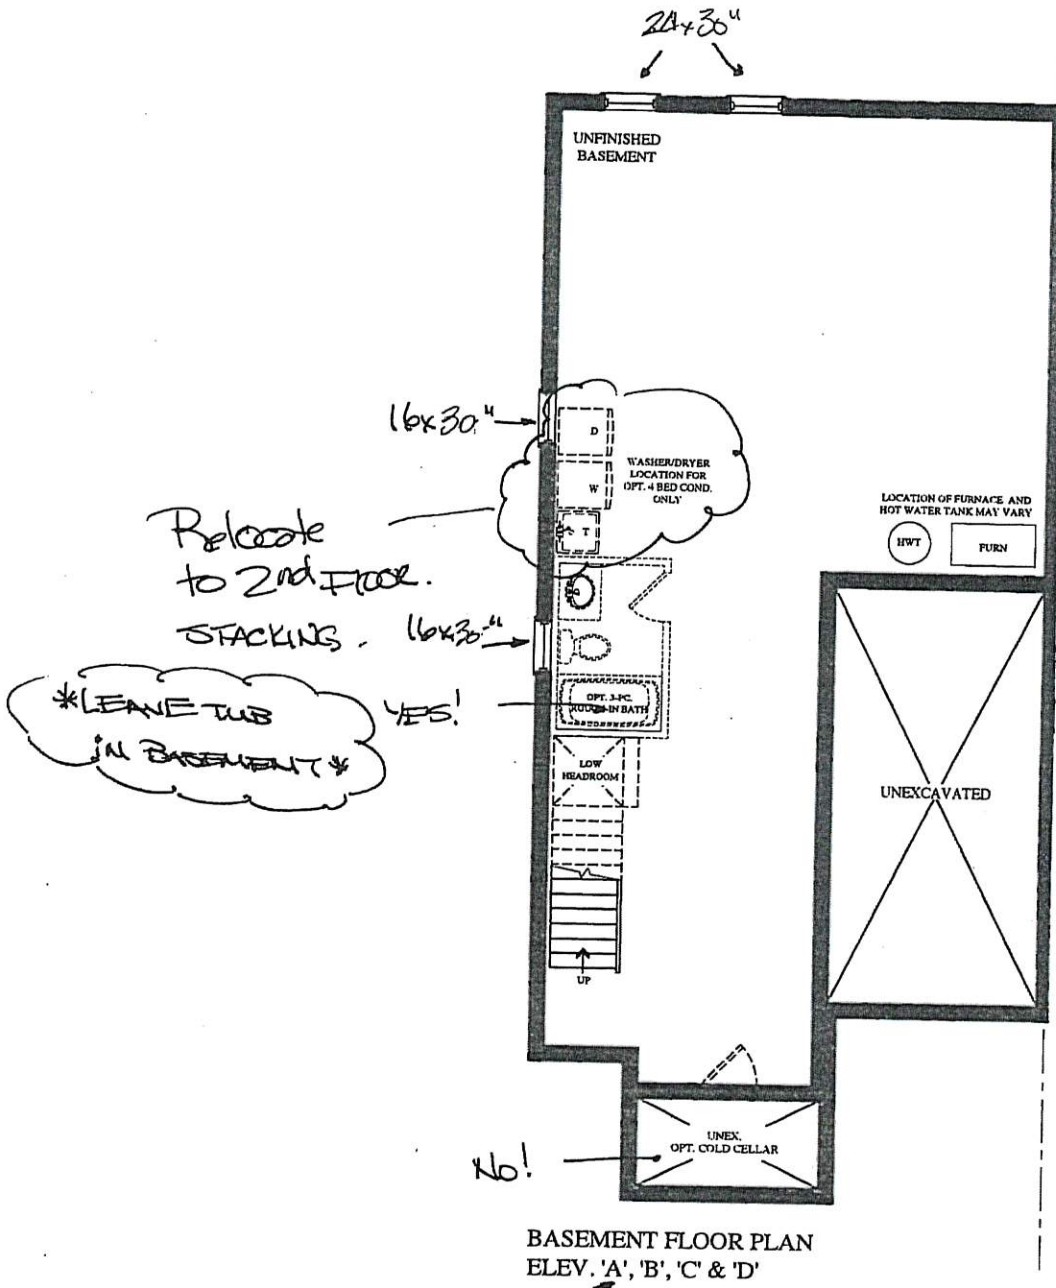 24x30"
UNFINISHED
BASEMENT
16x30"
D
W
T
WASHER/DRYER
LOCATION FOR
OPT. 4 BED COND.
ONLY
LOCATION OF FURNACE AND
HOT WATER TANK MAY VARY
HWT
FURN
Relocate
to 2nd Floor.
STACKING.
16x30"
*LEAVE TUB
iN BASEMENT*
YES!
OPT. 3-PC.
ROUGH-IN BATH
LOW
HEADROOM
UNEXCAVATED
UP
UNEX.
OPT. COLD CELLAR
No!
BASEMENT FLOOR PLAN
ELEV. 'A', 'B', 'C' & 'D'